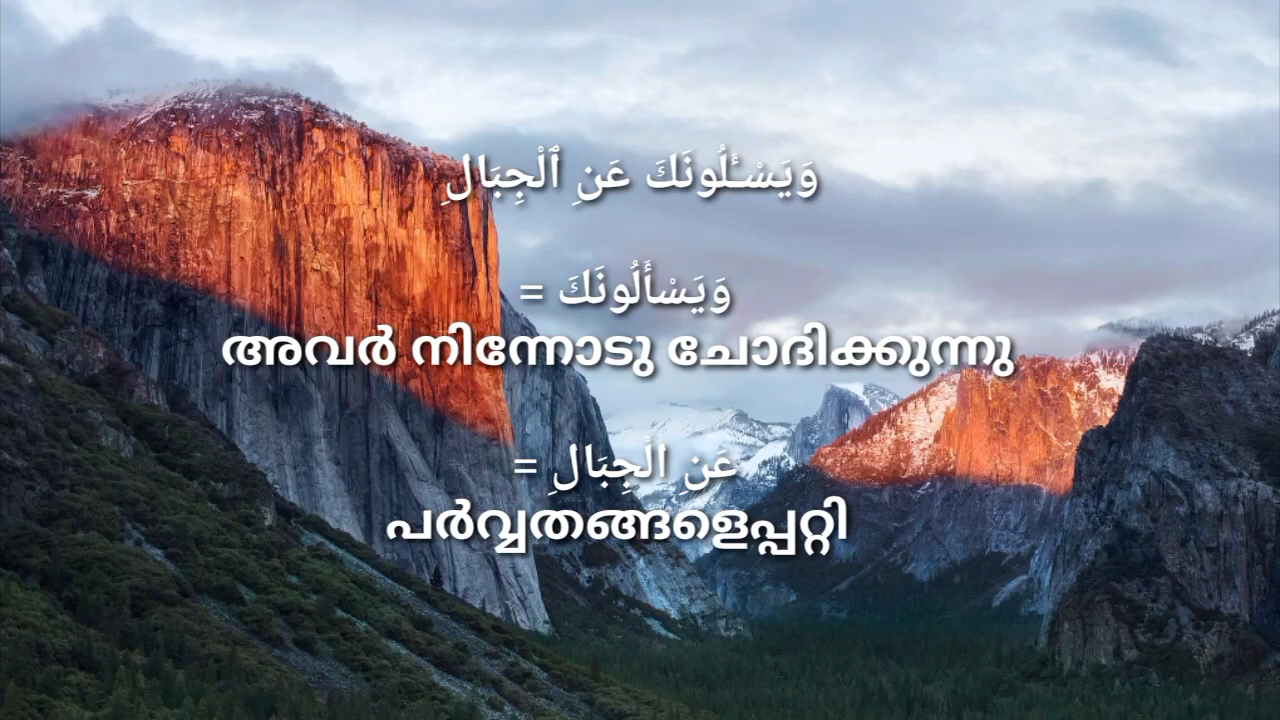 وَيَسْـَٔلُونَكَ عَنِ ٱلْجِبَالِ
وَيَسْأَلُونَكَ =
അവർ നിന്നോടു ചോദിക്കുന്നു
عَنِ الْجِبَالِ =
പർവ്വതങ്ങളെപ്പറ്റി